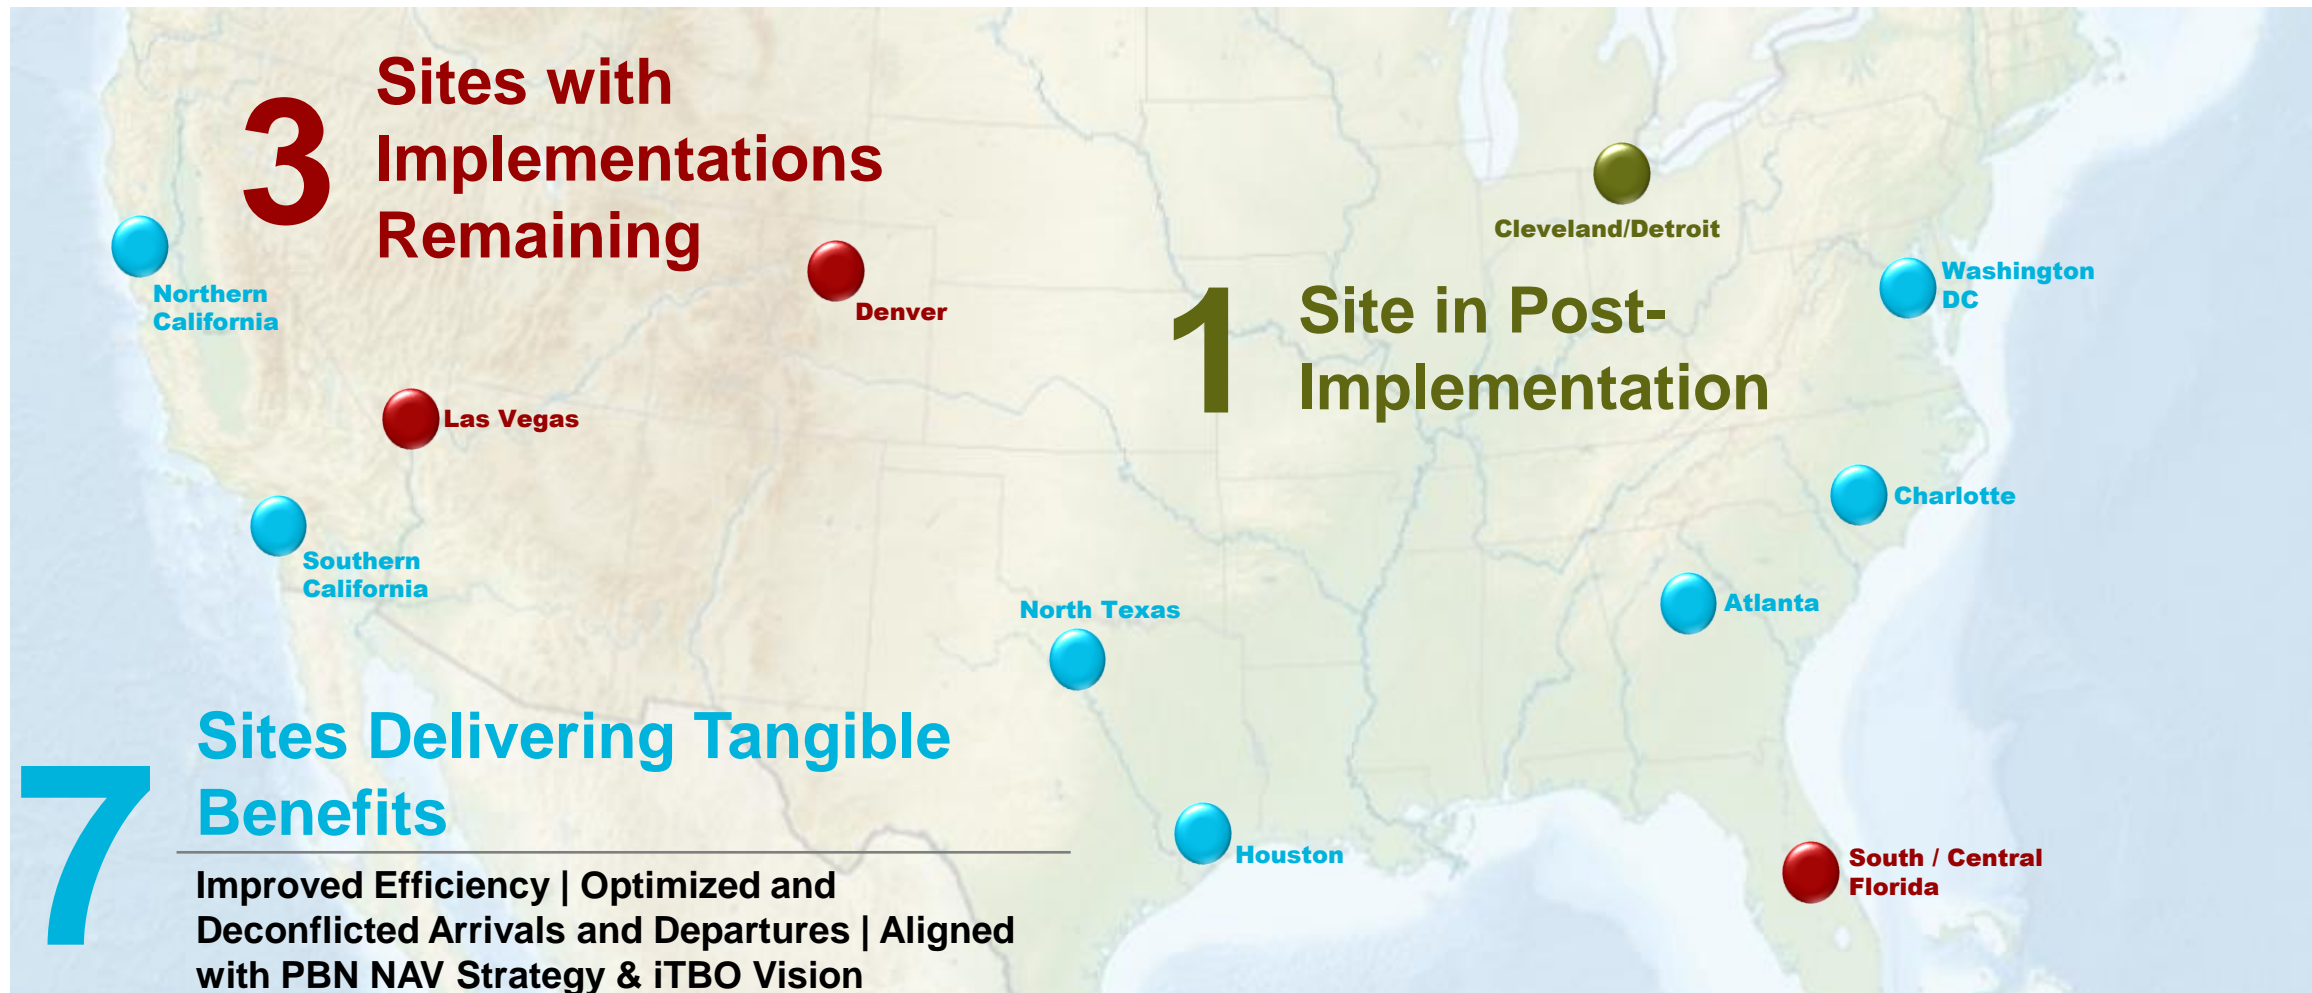 3
Sites with
Implementations
Remaining
Northern
California
Denver
Las Vegas
Southern
California
Cleveland/Detroit
1
Site in Post-
Implementation
Washington
DC
Charlotte
Atlanta
North Texas
Houston
South / Central
Florida
7
Sites Delivering Tangible
Benefits
Improved Efficiency | Optimized and
Deconflicted Arrivals and Departures | Aligned
with PBN NAV Strategy & iTBO Vision